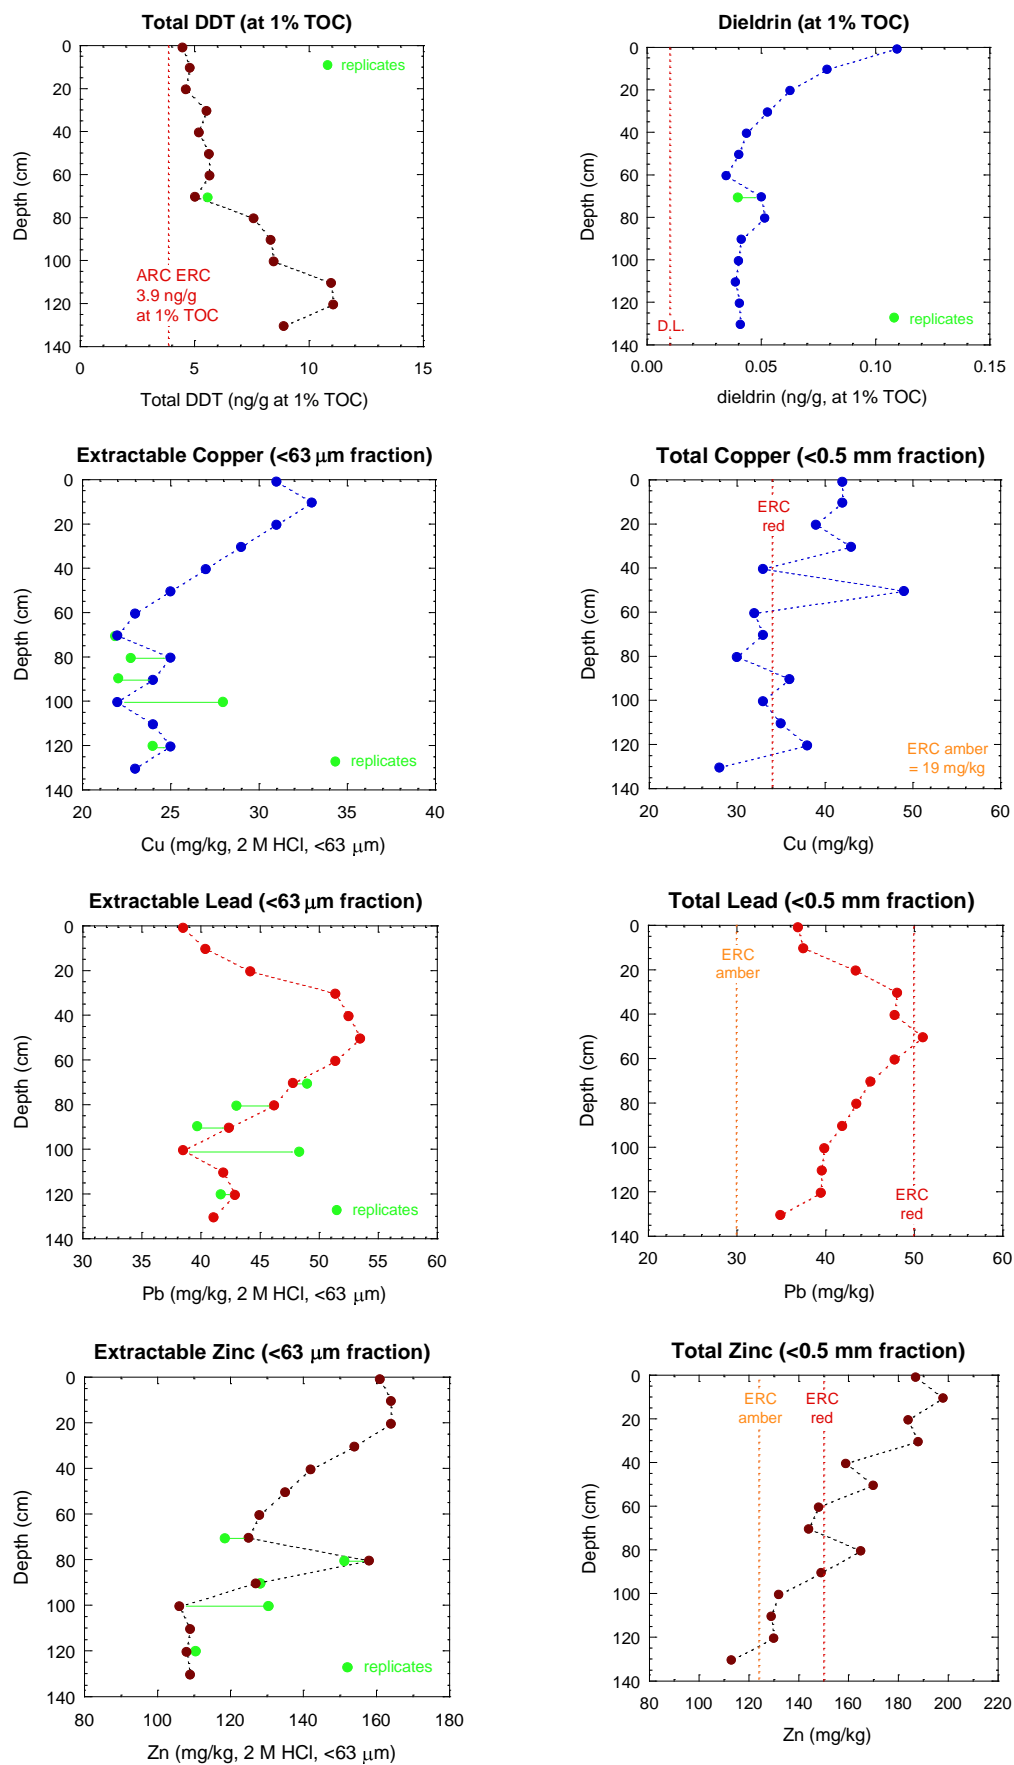 Total DDT (at 1% TOC)
0
20
40
60
80
100
120
140
Depth (cm)
replicates
ARC ERC
3.9 ng/g
at 1% TOC
0 5 10 15
Total DDT (ng/g at 1% TOC)
Dieldrin (at 1% TOC)
0
20
40
60
80
100
120
140
Depth (cm)
D.L.
replicates
0.00 0.05 0.10 0.15
dieldrin (ng/g, at 1% TOC)
Extractable Copper (<63 μm fraction)
0
20
40
60
80
100
120
140
Depth (cm)
replicates
20 25 30 35 40
Cu (mg/kg, 2 M HCl, <63 μm)
Total Copper (<0.5 mm fraction)
0
20
40
60
80
100
120
140
Depth (cm)
ERC
red
ERC amber
= 19 mg/kg
20 30 40 50 60
Cu (mg/kg)
Extractable Lead (<63 μm fraction)
0
20
40
60
80
100
120
140
Depth (cm)
replicates
30 35 40 45 50 55 60
Pb (mg/kg, 2 M HCl, <63 μm)
Total Lead (<0.5 mm fraction)
0
20
40
60
80
100
120
140
Depth (cm)
ERC
amber
ERC
red
20 30 40 50 60
Pb (mg/kg)
Extractable Zinc (<63 μm fraction)
0
20
40
60
80
100
120
140
Depth (cm)
replicates
80 100 120 140 160 180
Zn (mg/kg, 2 M HCl, <63 μm)
Total Zinc (<0.5 mm fraction)
0
20
40
60
80
100
120
140
Depth (cm)
ERC
amber
ERC
red
80 100 120 140 160 180 200 220
Zn (mg/kg)